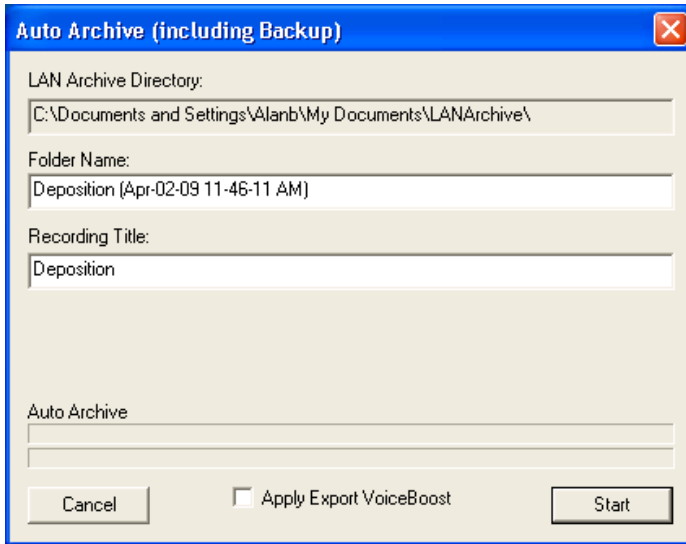 Auto Archive (including Backup)
LAN Archive Directory:
C:\Documents and Settings\Alanb\My Documents\LANArchive\
Folder Name:
Deposition (Apr-02-09 11-46-11 AM)
Recording Title:
Deposition
Auto Archive
Cancel
Apply Export VoiceBoost
Start